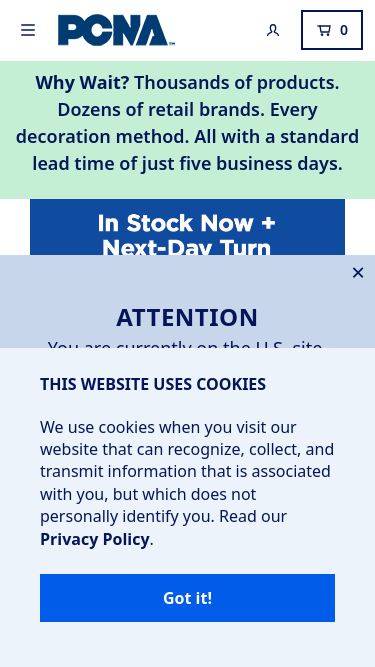 PCNA
0
Why Wait? Thousands of products.
Dozens of retail brands. Every
decoration method. All with a standard
lead time of just five business days.
In Stock Now +
Next-Day Turn
ATTENTION
You are currently on the U.S. site.
THIS WEBSITE USES COOKIES
We use cookies when you visit our
website that can recognize, collect, and
transmit information that is associated
with you, but which does not
personally identify you. Read our
Privacy Policy.
Got it!